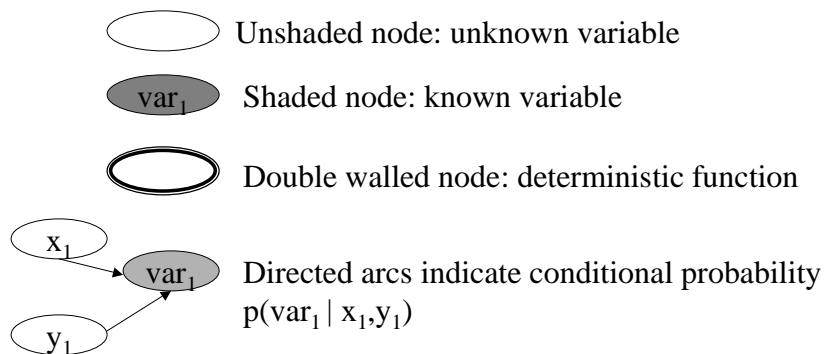 Unshaded node: unknown variable
var₁ Shaded node: known variable
Double walled node: deterministic function
x₁
var₁ Directed arcs indicate conditional probability
p(var₁ | x₁,y₁)
y₁